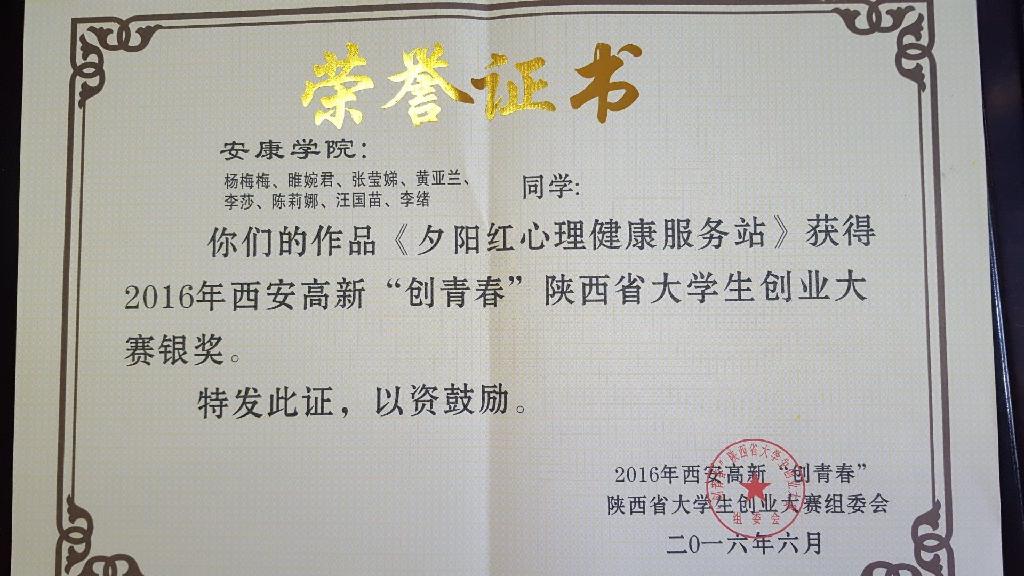 荣誉证书
安康学院：
杨梅梅、睢婉君、张莹娣、黄亚兰、
李莎、陈莉娜、汪国苗、李绪 同学:
你们的作品《夕阳红心理健康服务站》获得
2016年西安高新“创青春”陕西省大学生创业大
赛银奖。
特发此证，以资鼓励。
2016年西安高新“创青春”
陕西省大学生创业大赛组委会
二〇一六年六月
组委会